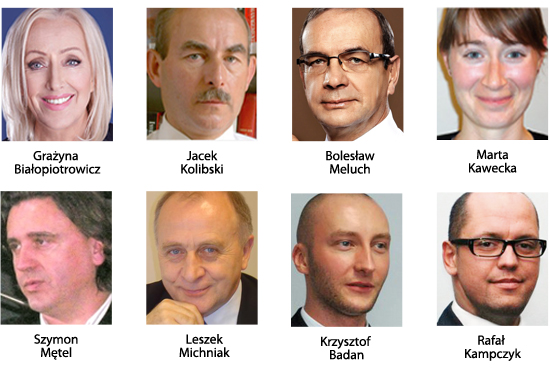 Grażyna
Białopiotrowicz
Jacek
Kolibski
Bolesław
Meluch
Marta
Kawecka
Szymon
Mętel
Leszek
Michniak
Krzysztof
Badan
Rafał
Kampczyk